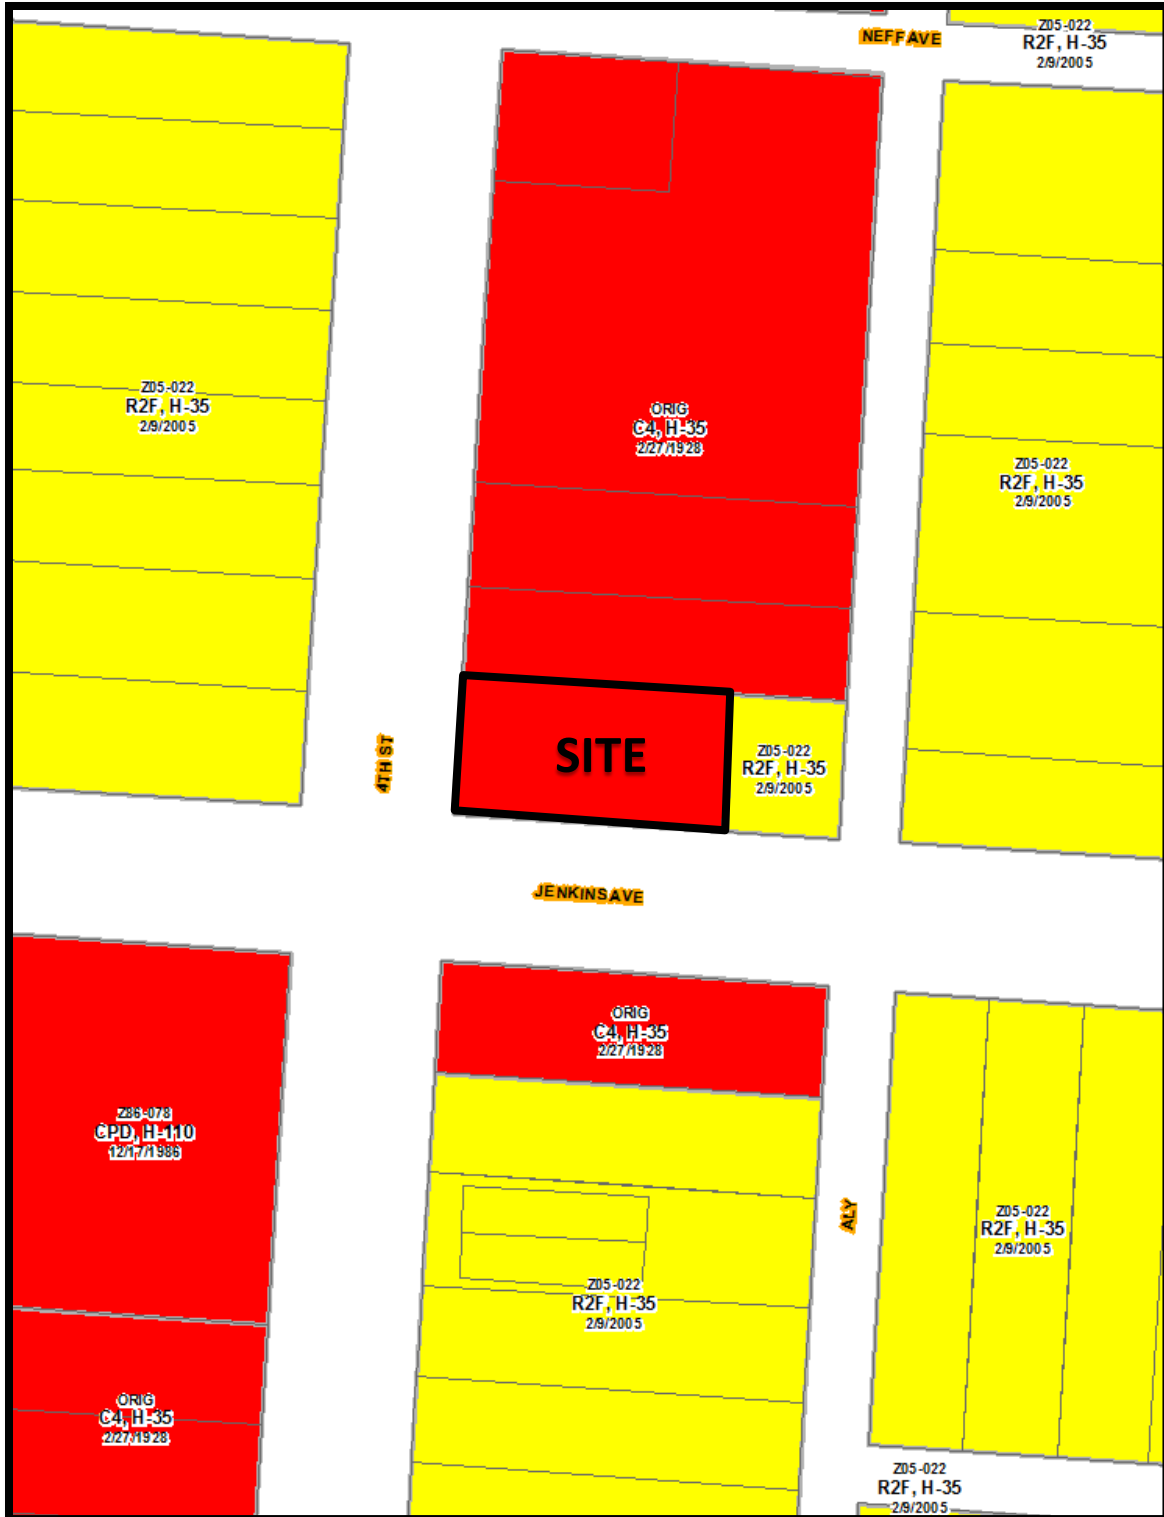 NEFF AVE
Z05-022
R2F, H-35
2/9/2005
Z05-022
R2F, H-35
2/9/2005
ORIG
C4, H-35
2/27/1928
Z05-022
R2F, H-35
2/9/2005
4TH ST
SITE
Z05-022
R2F, H-35
2/9/2005
JENKINS AVE
ORIG
C4, H-35
2/27/1928
Z86-078
CPD, H-110
12/17/1986
ALY
Z05-022
R2F, H-35
2/9/2005
Z05-022
R2F, H-35
2/9/2005
ORIG
C4, H-35
2/27/1928
Z05-022
R2F, H-35
2/9/2005